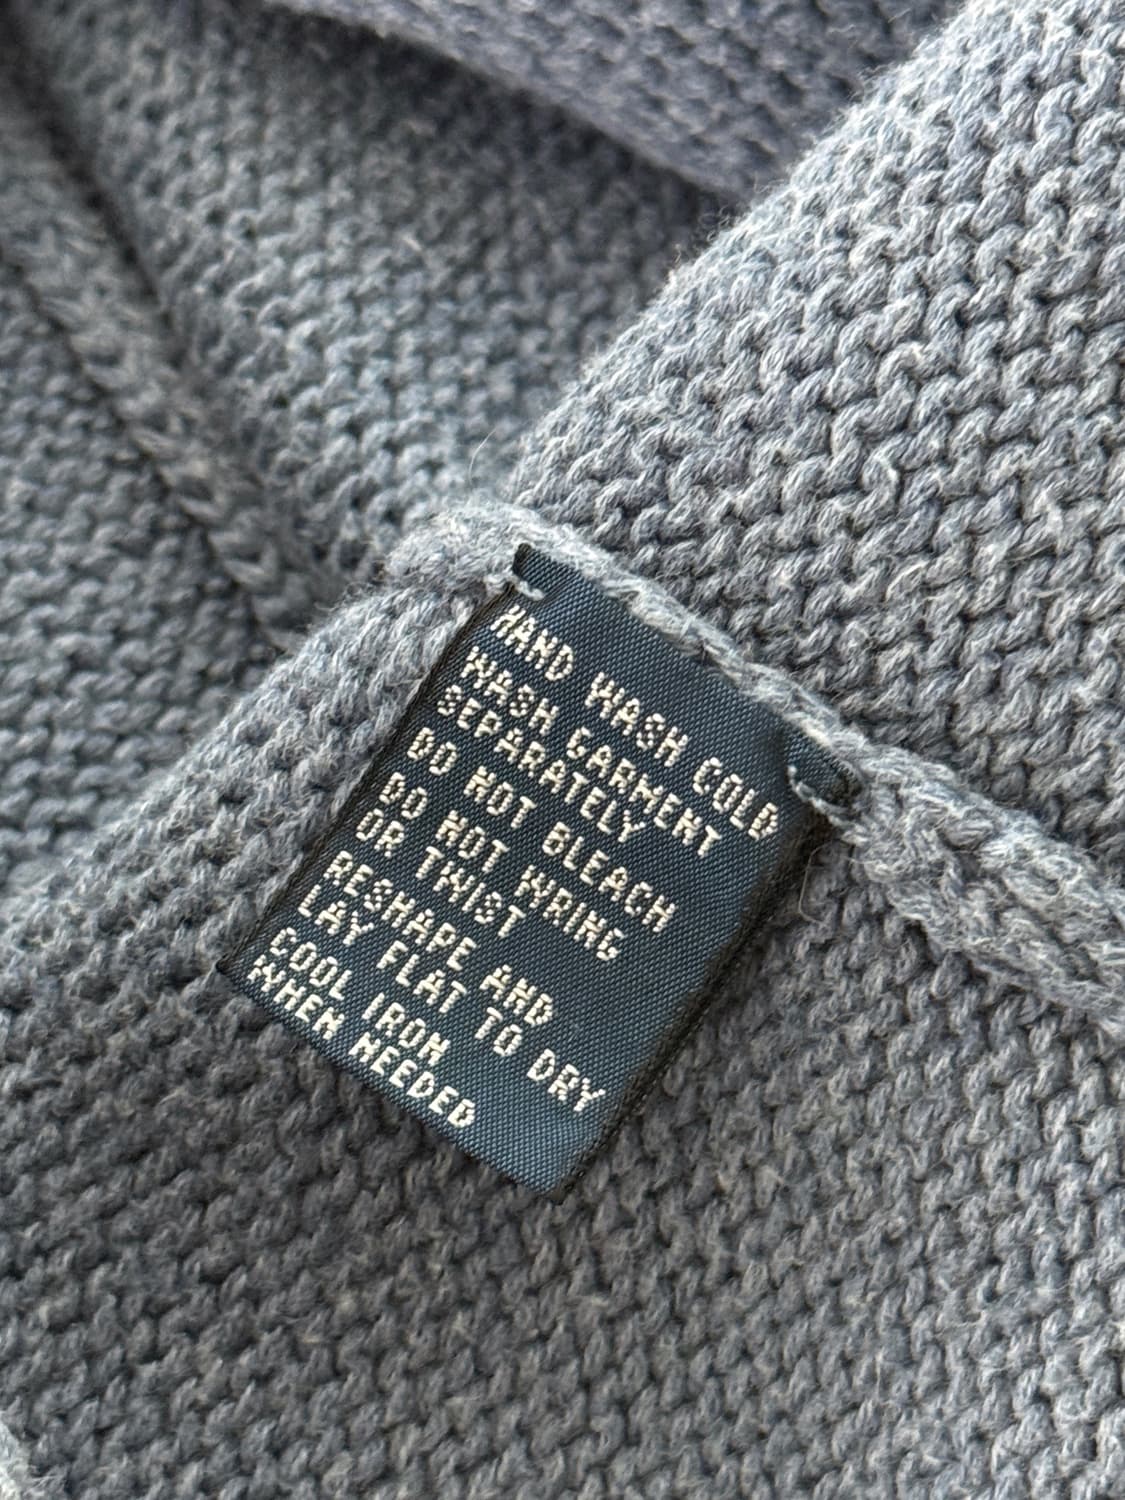 HAND WASH COLD
WASH GARMENT
SEPARATELY
DO NOT BLEACH
DO NOT WRING
OR TWIST
RESHAPE AND
LAY FLAT TO DRY
COOL IRON
WHEN NEEDED